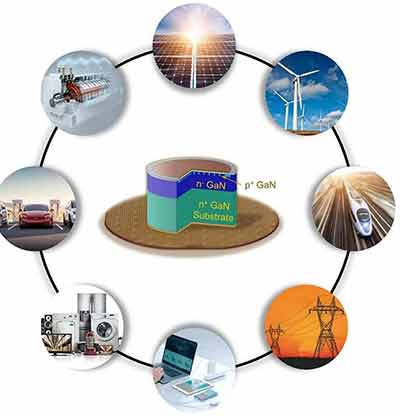 n⁻ GaN
p⁺ GaN
n⁺ GaN
Substrate